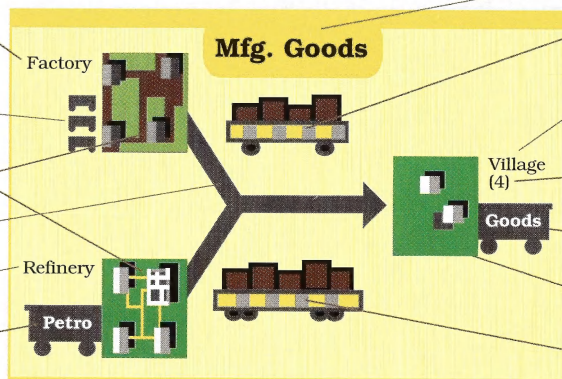 Mfg. Goods
Factory
Village
(4)
Goods
Refinery
Petro